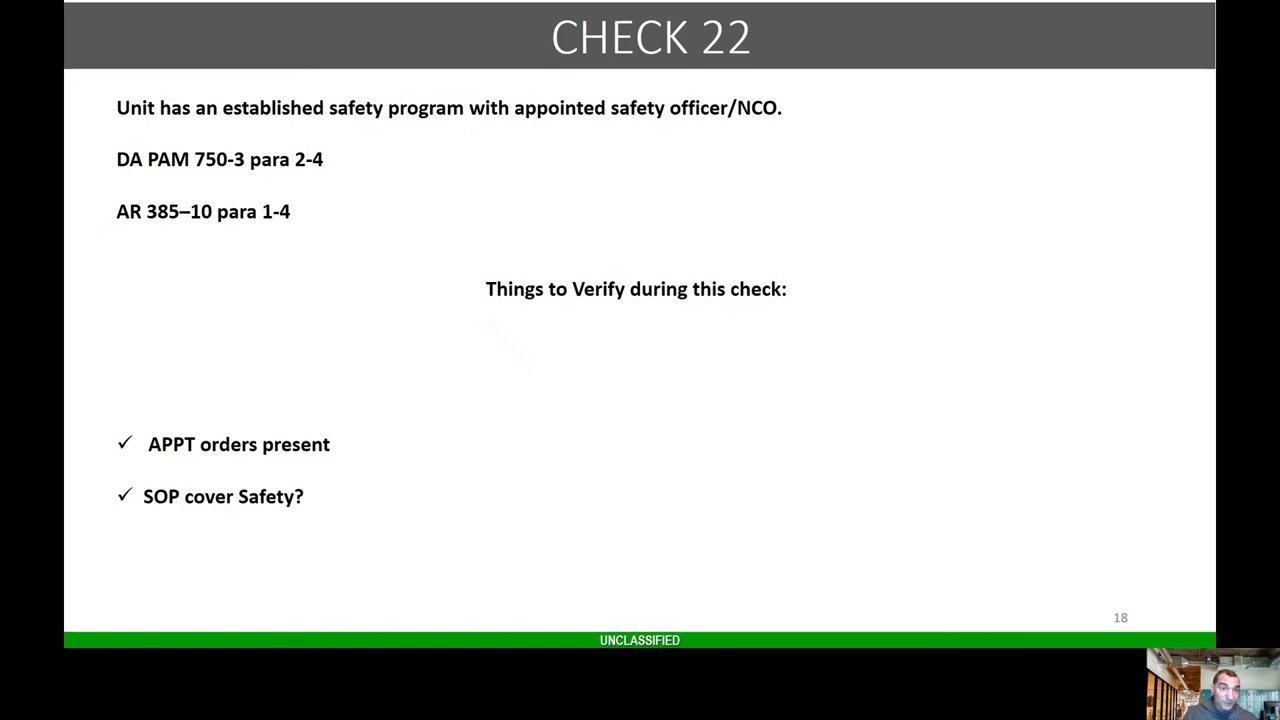 CHECK 22
Unit has an established safety program with appointed safety officer/NCO.
DA PAM 750-3 para 2-4
AR 385–10 para 1-4
Things to Verify during this check:
✓ APPT orders present
✓ SOP cover Safety?
18
UNCLASSIFIED